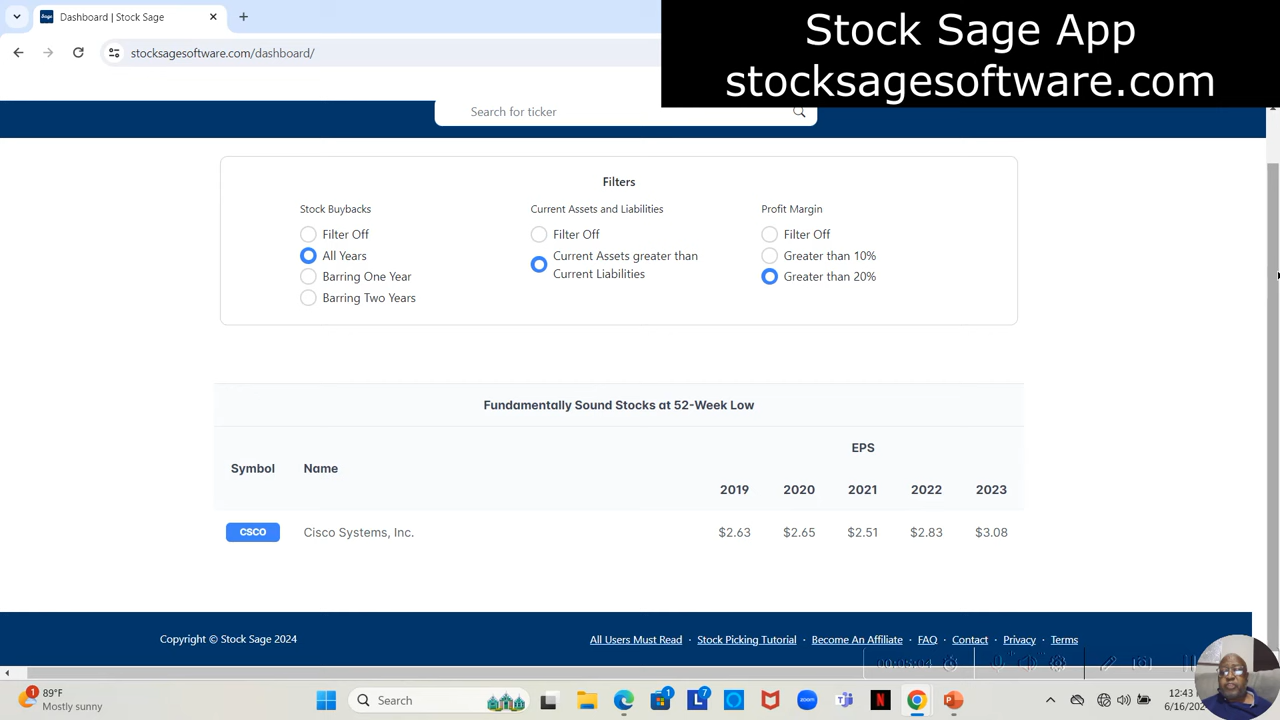 Dashboard | Stock Sage
Stock Sage App
stocksagesoftware.com/dashboard/
stocksagesoftware.com
Search for ticker
Filters
Stock Buybacks
Current Assets and Liabilities
Profit Margin
Filter Off
Filter Off
Filter Off
All Years
Current Assets greater than
Current Liabilities
Greater than 10%
Barring One Year
Greater than 20%
Barring Two Years
Fundamentally Sound Stocks at 52-Week Low
EPS
Symbol
Name
2019
2020
2021
2022
2023
CSCO
Cisco Systems, Inc.
$2.63
$2.65
$2.51
$2.83
$3.08
Copyright © Stock Sage 2024
All Users Must Read · Stock Picking Tutorial · Become An Affiliate · FAQ · Contact · Privacy · Terms
89°F
Mostly sunny
Search
12:43